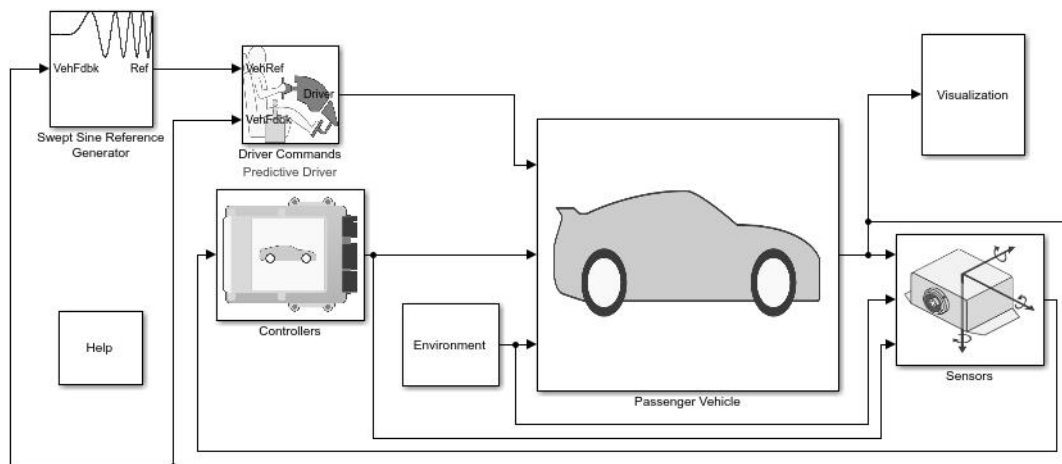 VehFdbk
Ref
Swept Sine Reference
Generator
VehRef
Driver
VehFdbk
Driver Commands
Predictive Driver
Controllers
Help
Environment
Passenger Vehicle
Visualization
Sensors